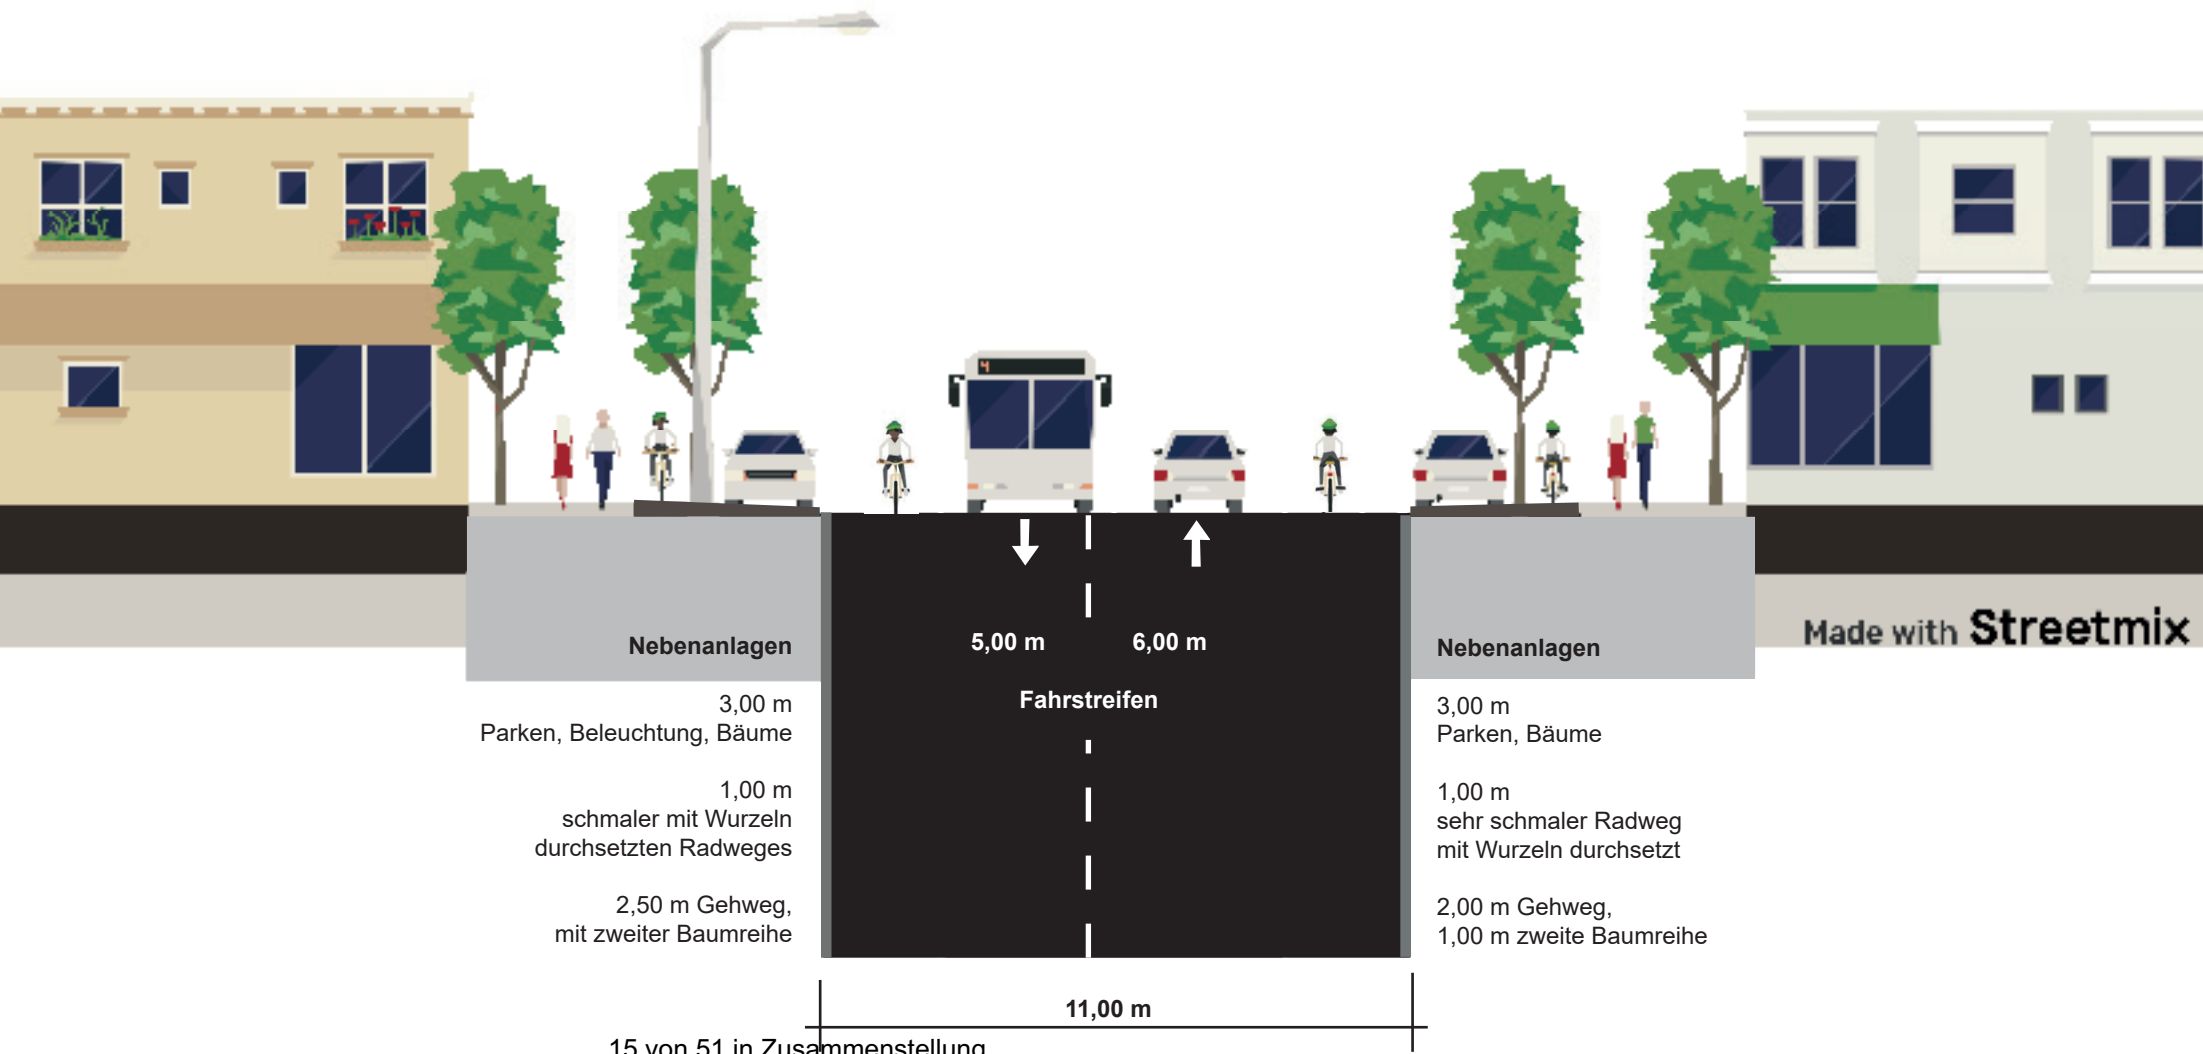 4
Nebenanlagen
3,00 m
Parken, Beleuchtung, Bäume
1,00 m
schmaler mit Wurzeln
durchsetzten Radweges
2,50 m Gehweg,
mit zweiter Baumreihe
5,00 m
6,00 m
Fahrstreifen
11,00 m
Nebenanlagen
3,00 m
Parken, Bäume
1,00 m
sehr schmaler Radweg
mit Wurzeln durchsetzt
2,00 m Gehweg,
1,00 m zweite Baumreihe
Made with Streetmix
15 von 51 in Zusammenstellung